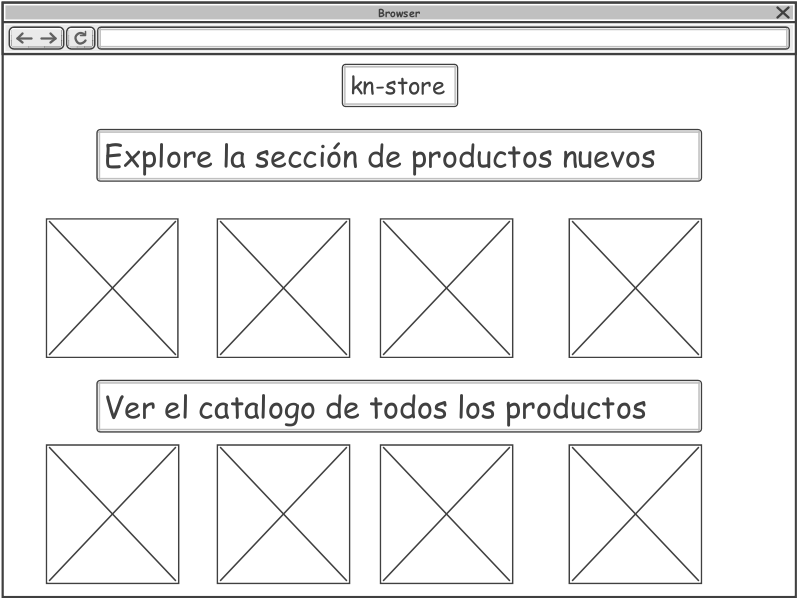 Browser
kn-store
Explore la sección de productos nuevos
Ver el catalogo de todos los productos